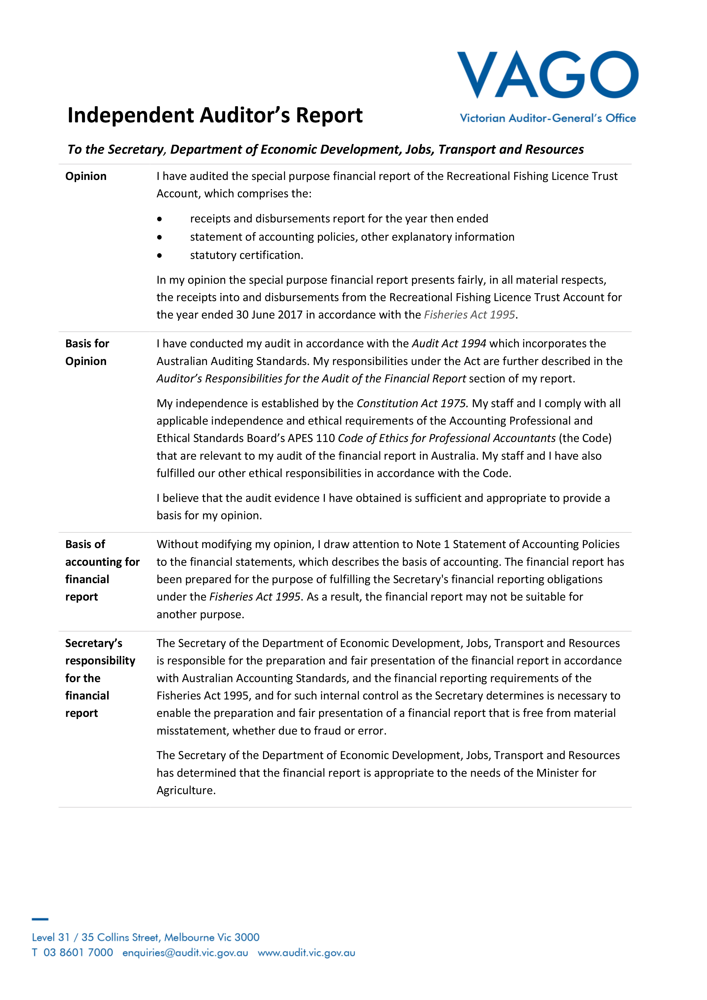 VAGO
Victorian Auditor-General's Office
Independent Auditor’s Report
To the Secretary, Department of Economic Development, Jobs, Transport and Resources
Opinion
I have audited the special purpose financial report of the Recreational Fishing Licence Trust
Account, which comprises the:
• receipts and disbursements report for the year then ended
• statement of accounting policies, other explanatory information
• statutory certification.
In my opinion the special purpose financial report presents fairly, in all material respects,
the receipts into and disbursements from the Recreational Fishing Licence Trust Account for
the year ended 30 June 2017 in accordance with the Fisheries Act 1995.
Basis for
Opinion
I have conducted my audit in accordance with the Audit Act 1994 which incorporates the
Australian Auditing Standards. My responsibilities under the Act are further described in the
Auditor’s Responsibilities for the Audit of the Financial Report section of my report.
My independence is established by the Constitution Act 1975. My staff and I comply with all
applicable independence and ethical requirements of the Accounting Professional and
Ethical Standards Board’s APES 110 Code of Ethics for Professional Accountants (the Code)
that are relevant to my audit of the financial report in Australia. My staff and I have also
fulfilled our other ethical responsibilities in accordance with the Code.
I believe that the audit evidence I have obtained is sufficient and appropriate to provide a
basis for my opinion.
Basis of
accounting for
financial
report
Without modifying my opinion, I draw attention to Note 1 Statement of Accounting Policies
to the financial statements, which describes the basis of accounting. The financial report has
been prepared for the purpose of fulfilling the Secretary's financial reporting obligations
under the Fisheries Act 1995. As a result, the financial report may not be suitable for
another purpose.
Secretary’s
responsibility
for the
financial
report
The Secretary of the Department of Economic Development, Jobs, Transport and Resources
is responsible for the preparation and fair presentation of the financial report in accordance
with Australian Accounting Standards, and the financial reporting requirements of the
Fisheries Act 1995, and for such internal control as the Secretary determines is necessary to
enable the preparation and fair presentation of a financial report that is free from material
misstatement, whether due to fraud or error.
The Secretary of the Department of Economic Development, Jobs, Transport and Resources
has determined that the financial report is appropriate to the needs of the Minister for
Agriculture.
Level 31 / 35 Collins Street, Melbourne Vic 3000
T 03 8601 7000 enquiries@audit.vic.gov.au www.audit.vic.gov.au